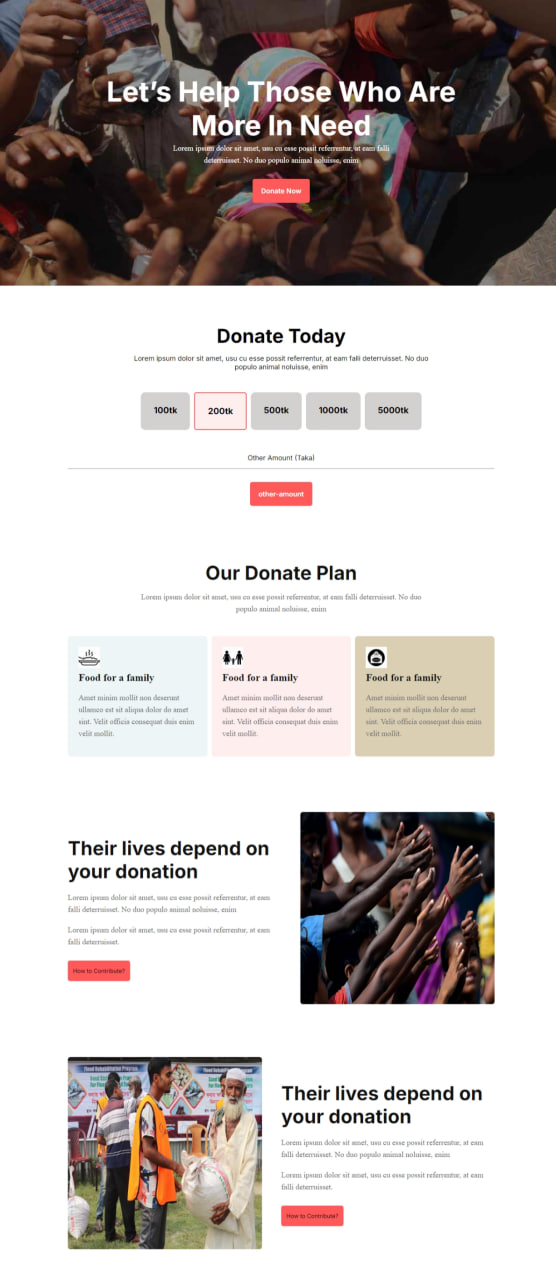 Let's Help Those Who Are
More In Need
Lorem ipsum dolor sit amet, usu cu esse possit referrentur, at eam falli
deterruisset. No duo populo animal noluisse, enim
Donate Now
Donate Today
Lorem ipsum dolor sit amet, usu cu esse possit referrentur, at eam falli deterruisset. No duo
populo animal noluisse, enim
100tk 200tk 500tk 1000tk 5000tk
Other Amount (Taka)
other-amount
Our Donate Plan
Lorem ipsum dolor sit amet, usu cu esse possit referrentur, at eam falli deterruisset. No duo
populo animal noluisse, enim
Food for a family
Amet minim mollit non deserunt
ullamco est sit aliqua dolor do amet
sint. Velit officia consequat duis enim
velit mollit.
Food for a family
Amet minim mollit non deserunt
ullamco est sit aliqua dolor do amet
sint. Velit officia consequat duis enim
velit mollit.
Food for a family
Amet minim mollit non deserunt
ullamco est sit aliqua dolor do amet
sint. Velit officia consequat duis enim
velit mollit.
Their lives depend on
your donation
Lorem ipsum dolor sit amet, usu cu esse possit referrentur, at eam
falli deterruisset. No duo populo animal noluisse, enim
Lorem ipsum dolor sit amet, usu cu esse possit referrentur, at eam
falli deterruisset.
How to Contribute?
Flood Rehabilitation Program
Their lives depend on
your donation
Lorem ipsum dolor sit amet, usu cu esse possit referrentur, at eam
falli deterruisset. No duo populo animal noluisse, enim
Lorem ipsum dolor sit amet, usu cu esse possit referrentur, at eam
falli deterruisset.
How to Contribute?